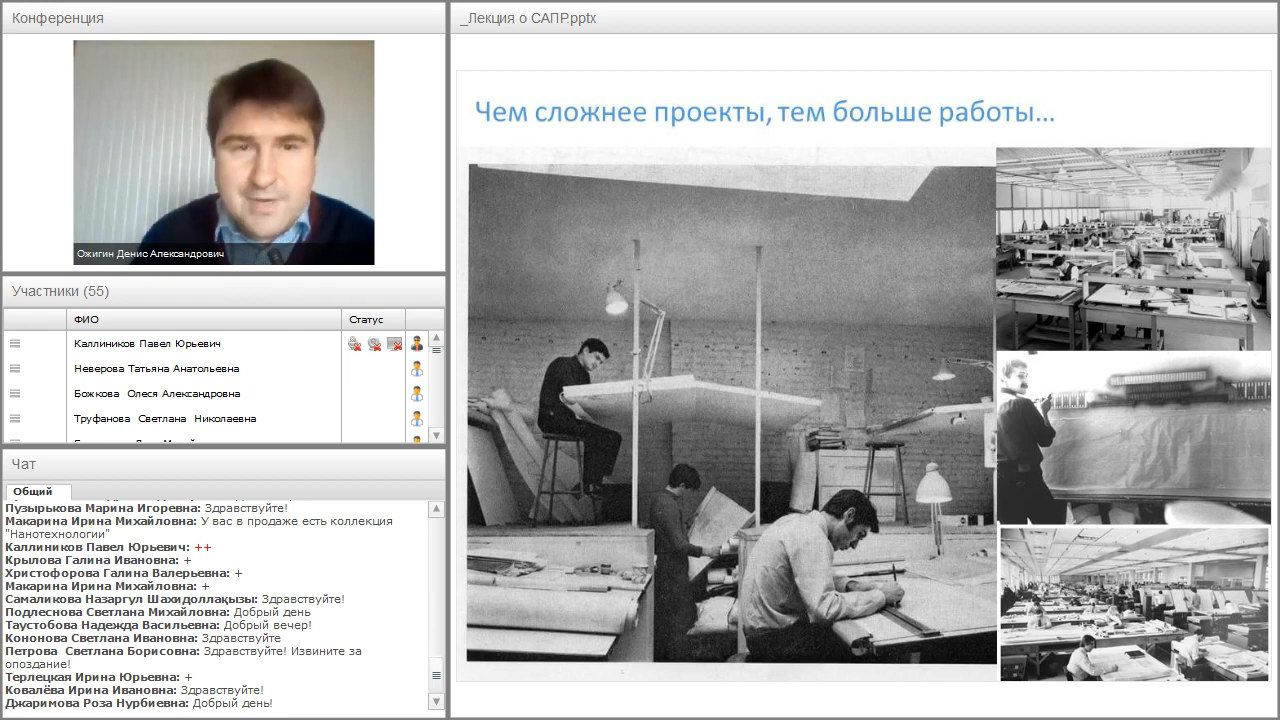 Конференция
Ожигин Денис Александрович
Участники (55)
ФИО
Статус
Каллиников Павел Юрьевич
Неверова Татьяна Анатольевна
Божкова Олеся Александровна
Труфанова Светлана Николаевна
Чат
Общий
Пузырькова Марина Игоревна: Здравствуйте!
Макарина Ирина Михайловна: У вас в продаже есть коллекция
"Нанотехнологии"
Каллиников Павел Юрьевич: ++
Крылова Галина Ивановна: +
Христофорова Галина Валерьевна: +
Макарина Ирина Михайловна: +
Самаликова Назаргул Шахидоллақызы: Здравствуйте!
Подлеснова Светлана Михайловна: Добрый день
Таустобова Надежда Васильевна: Добрый вечер!
Кононова Светлана Ивановна: Здравствуйте
Петрова Светлана Борисовна: Здравствуйте! Извините за
опоздание!
Терлецкая Ирина Юрьевна: +
Ковалёва Ирина Ивановна: Здравствуйте!
Джаримова Роза Нурбиевна: Добрый день!
_Лекция о САПР.pptx
Чем сложнее проекты, тем больше работы...